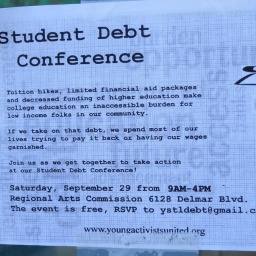 Student Debt
Conference
Tuition hikes, limited financial aid packages
and decreased funding of higher education make
college education an inaccessible burden for
low income folks in our community.
If we take on that debt, we spend most of our
lives trying to pay it back or having our wages
garnished.
Join us as we get together to take action
at our Student Debt Conference!
Saturday, September 29 from 9AM-4PM
Regional Arts Commission 6128 Delmar Blvd.
The event is free, RSVP to ystldebt@gmail.c
www.youngactivistsunited.org